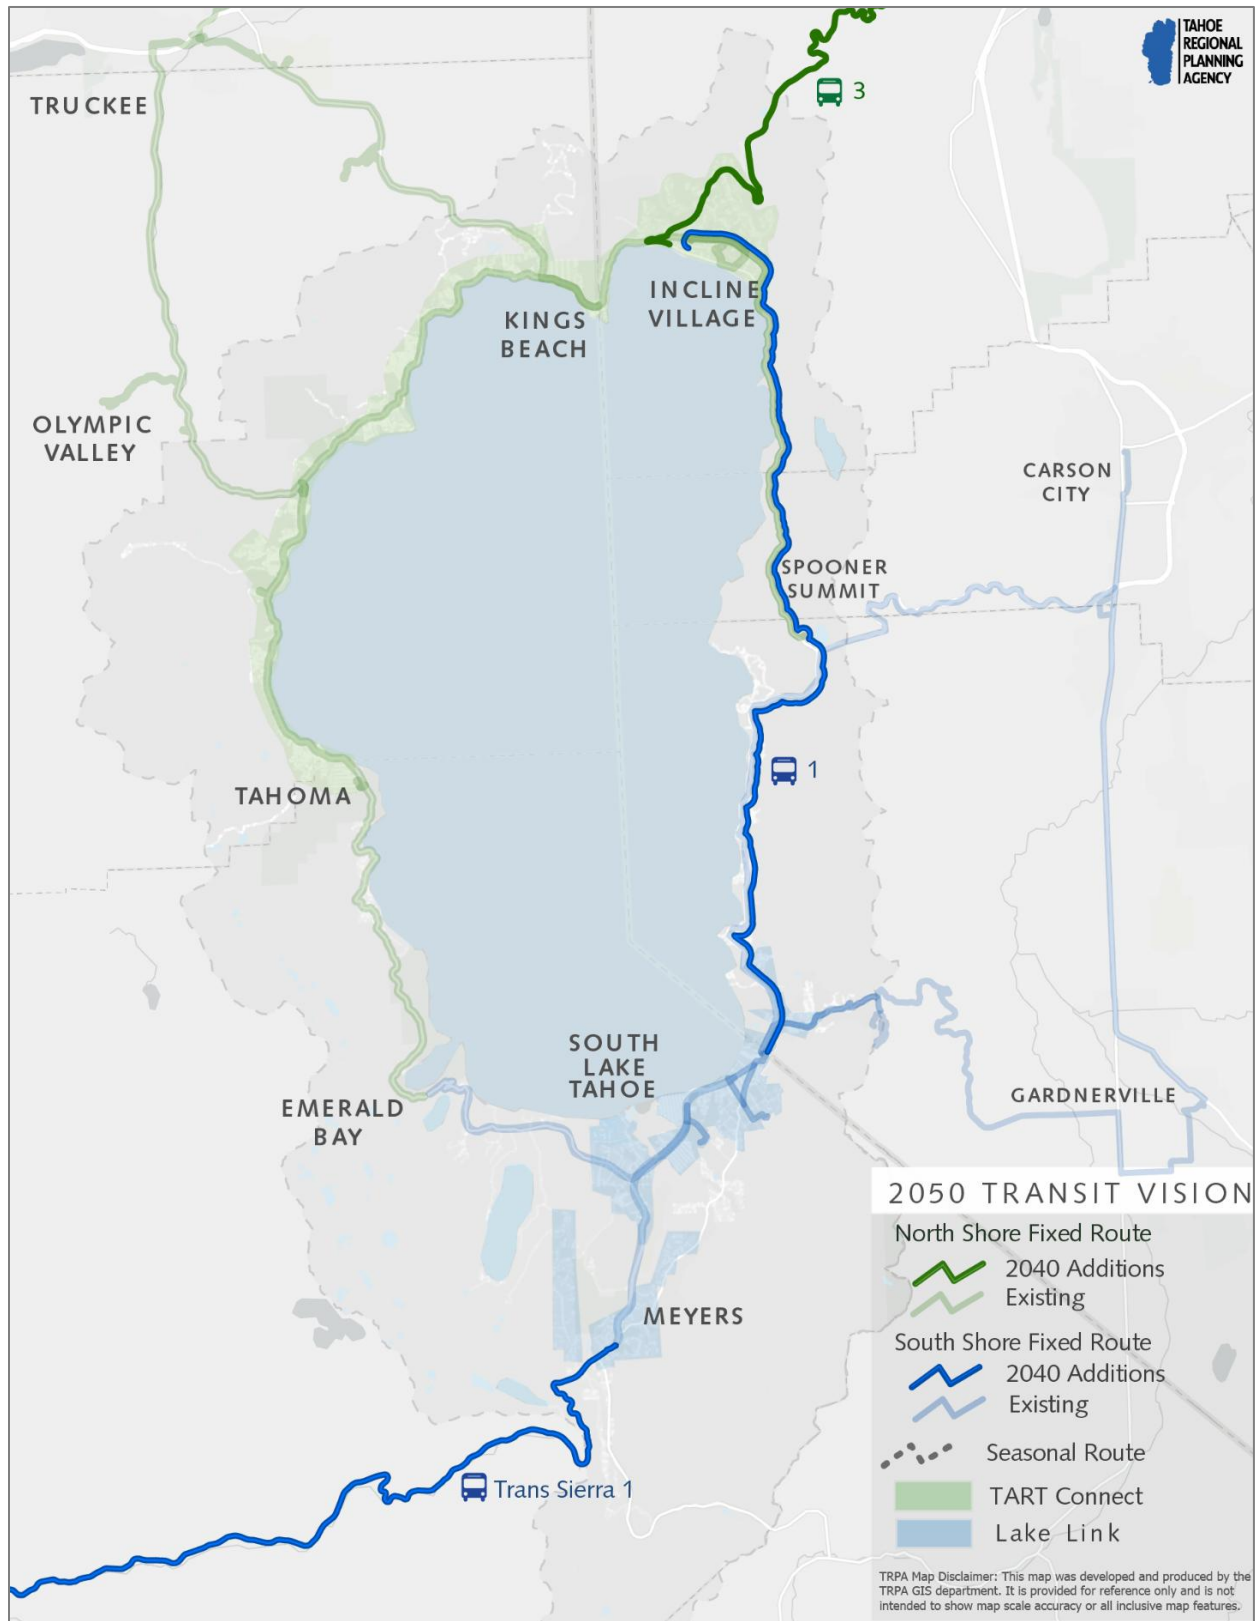 TAHOE
REGIONAL
PLANNING
AGENCY
3
TRUCKEE
INCLINE
VILLAGE
KINGS
BEACH
OLYMPIC
VALLEY
CARSON
CITY
SPOONER
SUMMIT
1
TAHOMA
SOUTH
LAKE
TAHOE
EMERALD
BAY
GARDNERVILLE
MEYERS
Trans Sierra 1
2050 TRANSIT VISION
North Shore Fixed Route
2040 Additions
Existing
South Shore Fixed Route
2040 Additions
Existing
Seasonal Route
TART Connect
Lake Link
TRPA Map Disclaimer: This map was developed and produced by the
TRPA GIS department. It is provided for reference only and is not
intended to show map scale accuracy or all inclusive map features.